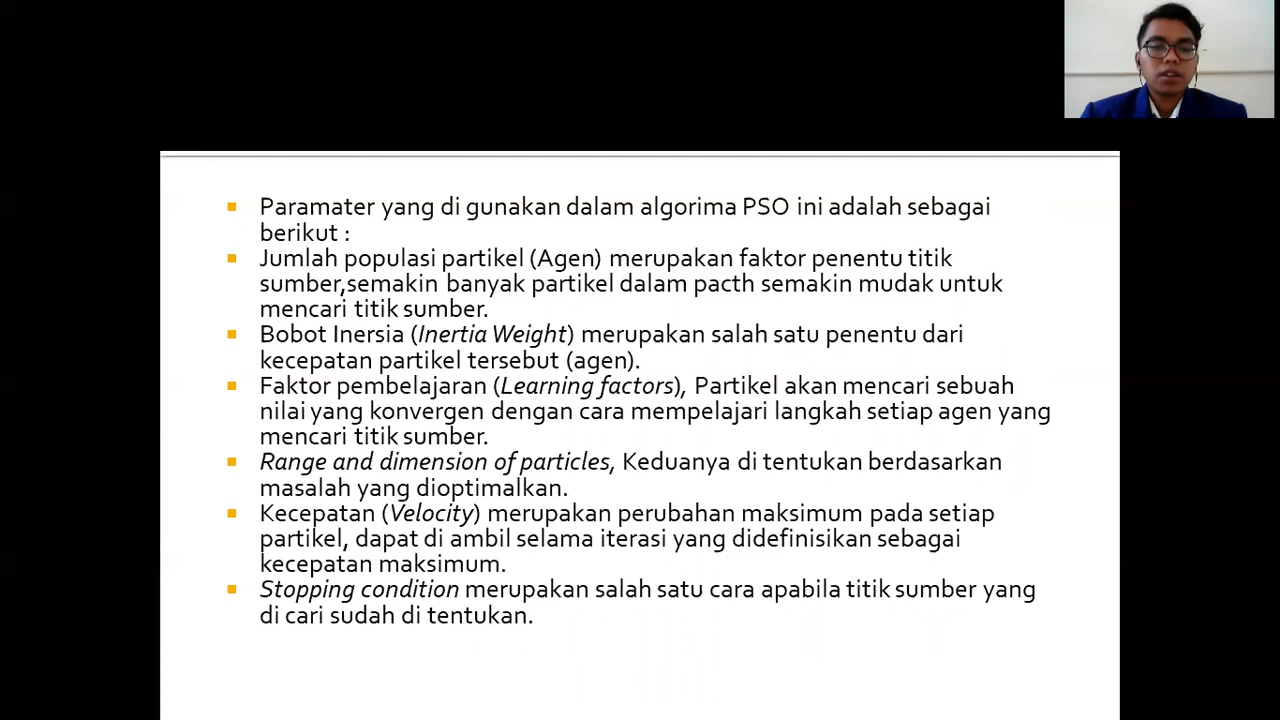 Paramater yang di gunakan dalam algorima PSO ini adalah sebagai
berikut :
Jumlah populasi partikel (Agen) merupakan faktor penentu titik
sumber,semakin banyak partikel dalam pacth semakin mudak untuk
mencari titik sumber.
Bobot Inersia (Inertia Weight) merupakan salah satu penentu dari
kecepatan partikel tersebut (agen).
Faktor pembelajaran (Learning factors), Partikel akan mencari sebuah
nilai yang konvergen dengan cara mempelajari langkah setiap agen yang
mencari titik sumber.
Range and dimension of particles, Keduanya di tentukan berdasarkan
masalah yang dioptimalkan.
Kecepatan (Velocity) merupakan perubahan maksimum pada setiap
partikel, dapat di ambil selama iterasi yang didefinisikan sebagai
kecepatan maksimum.
Stopping condition merupakan salah satu cara apabila titik sumber yang
di cari sudah di tentukan.